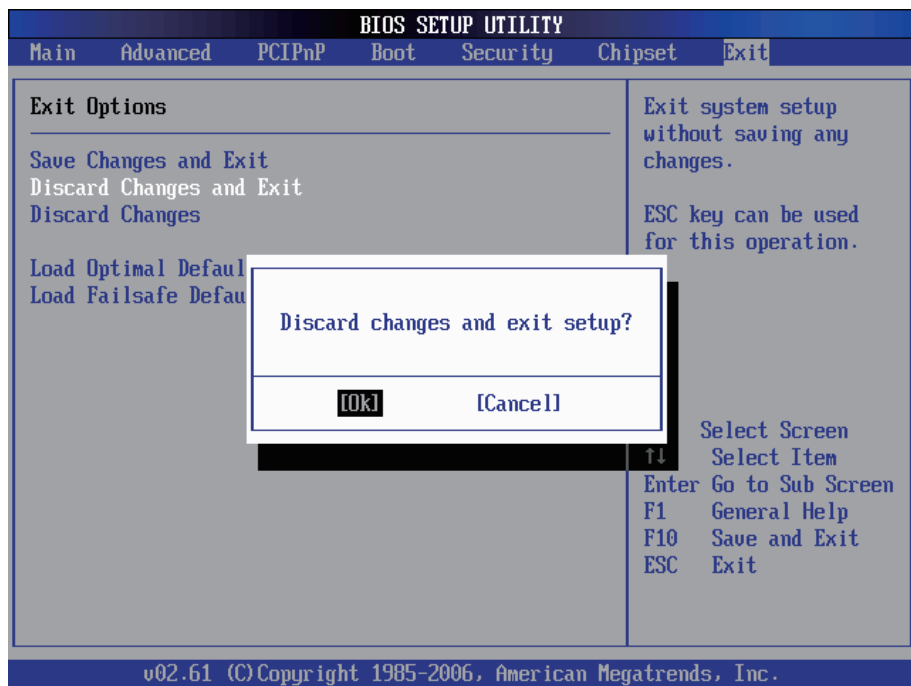 BIOS SETUP UTILITY
Main Advanced PCIPnP Boot Security Chipset Exit
Exit Options
Save Changes and Exit
Discard Changes and Exit
Discard Changes
Load Optimal Defaul
Load Failsafe Defau
Discard changes and exit setup?
[Ok] [Cancel]
Exit system setup
without saving any
changes.
ESC key can be used
for this operation.
Select Screen
↑↓ Select Item
Enter Go to Sub Screen
F1 General Help
F10 Save and Exit
ESC Exit
v02.61 (C)Copyright 1985-2006, American Megatrends, Inc.